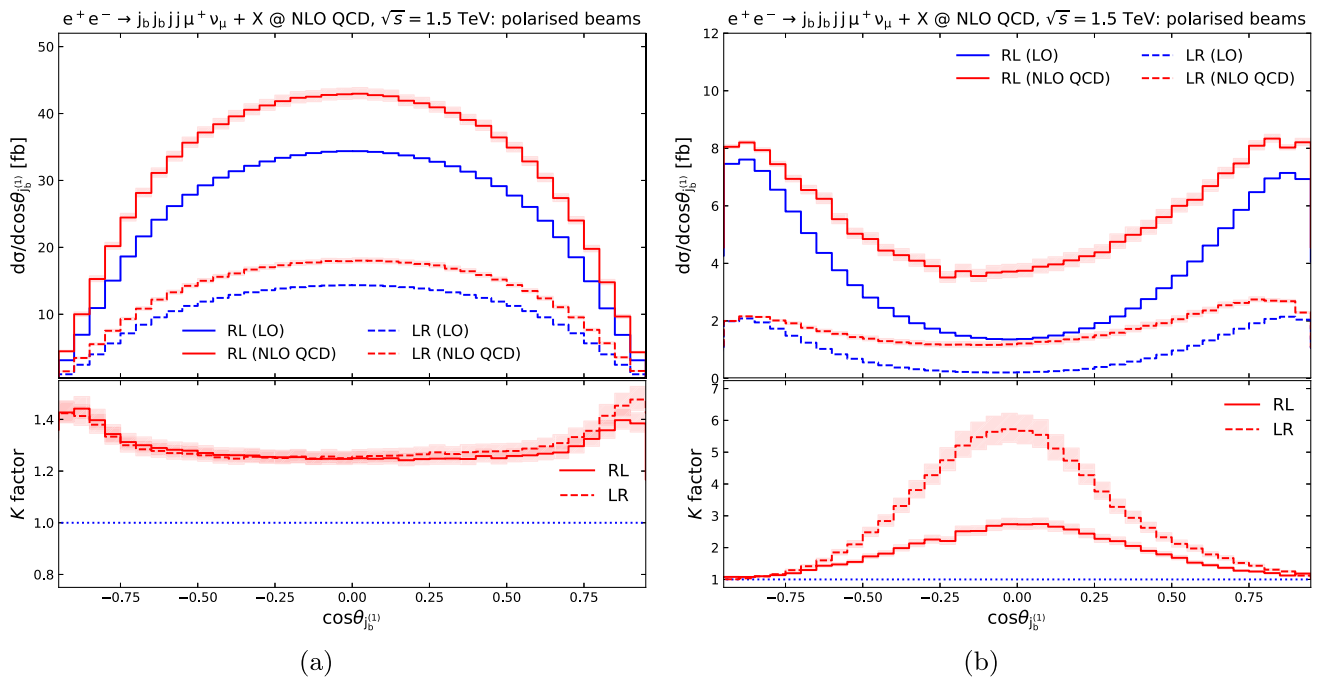 e⁺e⁻ → j_b j_b j j μ⁺ ν_μ + X @ NLO QCD, √s = 1.5 TeV: polarised beams
50
40
30
20
10
dσ/dcosθ_{j_b^{(1)}} [fb]
RL (LO)
RL (NLO QCD)
LR (LO)
LR (NLO QCD)
1.4
1.2
1.0
0.8
K factor
RL
LR
−0.75 −0.50 −0.25 0.00 0.25 0.50 0.75
cosθ_{j_b^{(1)}}
(a)
e⁺e⁻ → j_b j_b j j μ⁺ ν_μ + X @ NLO QCD, √s = 1.5 TeV: polarised beams
12
10
8
6
4
2
0
dσ/dcosθ_{j_b^{(1)}} [fb]
RL (LO)
RL (NLO QCD)
LR (LO)
LR (NLO QCD)
7
6
5
4
3
2
1
K factor
RL
LR
−0.75 −0.50 −0.25 0.00 0.25 0.50 0.75
cosθ_{j_b^{(1)}}
(b)